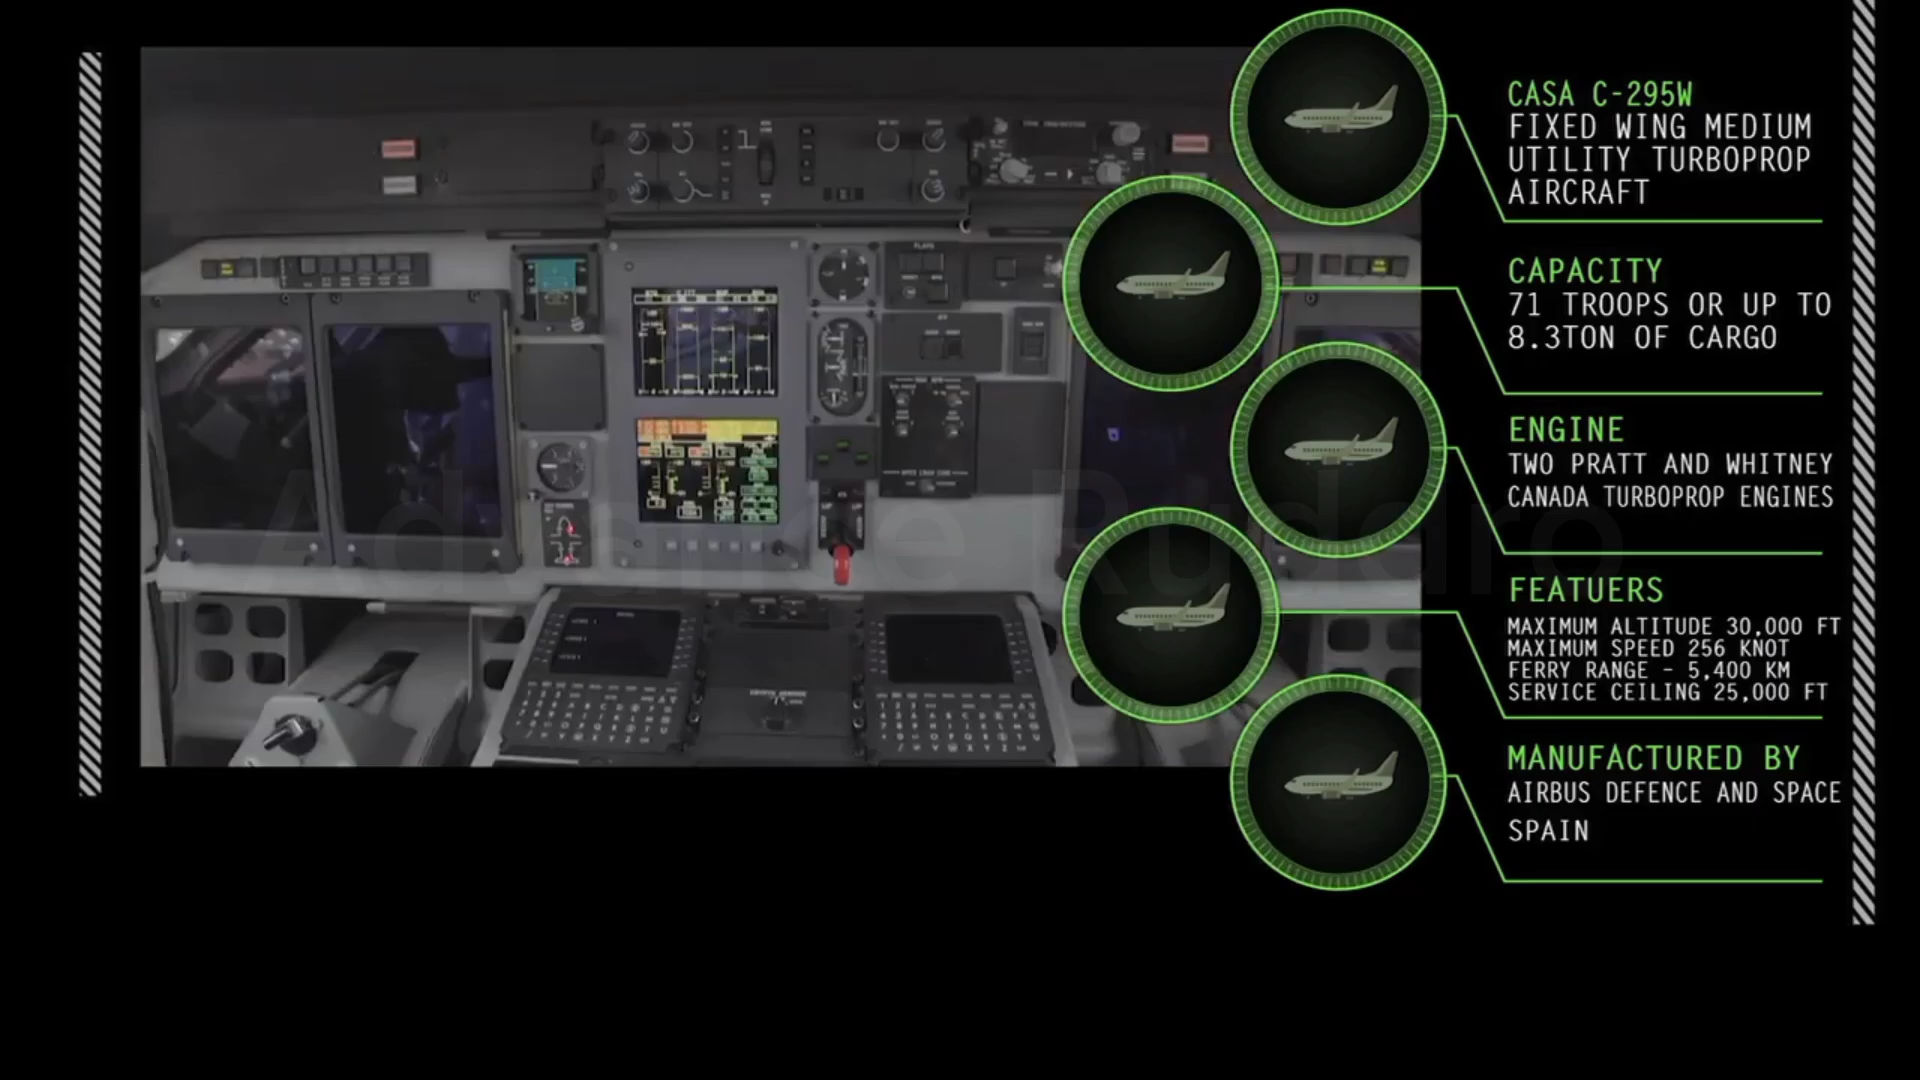 CASA C-295W
FIXED WING MEDIUM
UTILITY TURBOPROP
AIRCRAFT
CAPACITY
71 TROOPS OR UP TO
8.3TON OF CARGO
ENGINE
TWO PRATT AND WHITNEY
CANADA TURBOPROP ENGINES
FEATUERS
MAXIMUM ALTITUDE 30,000 FT
MAXIMUM SPEED 256 KNOT
FERRY RANGE - 5,400 KM
SERVICE CEILING 25,000 FT
MANUFACTURED BY
AIRBUS DEFENCE AND SPACE
SPAIN